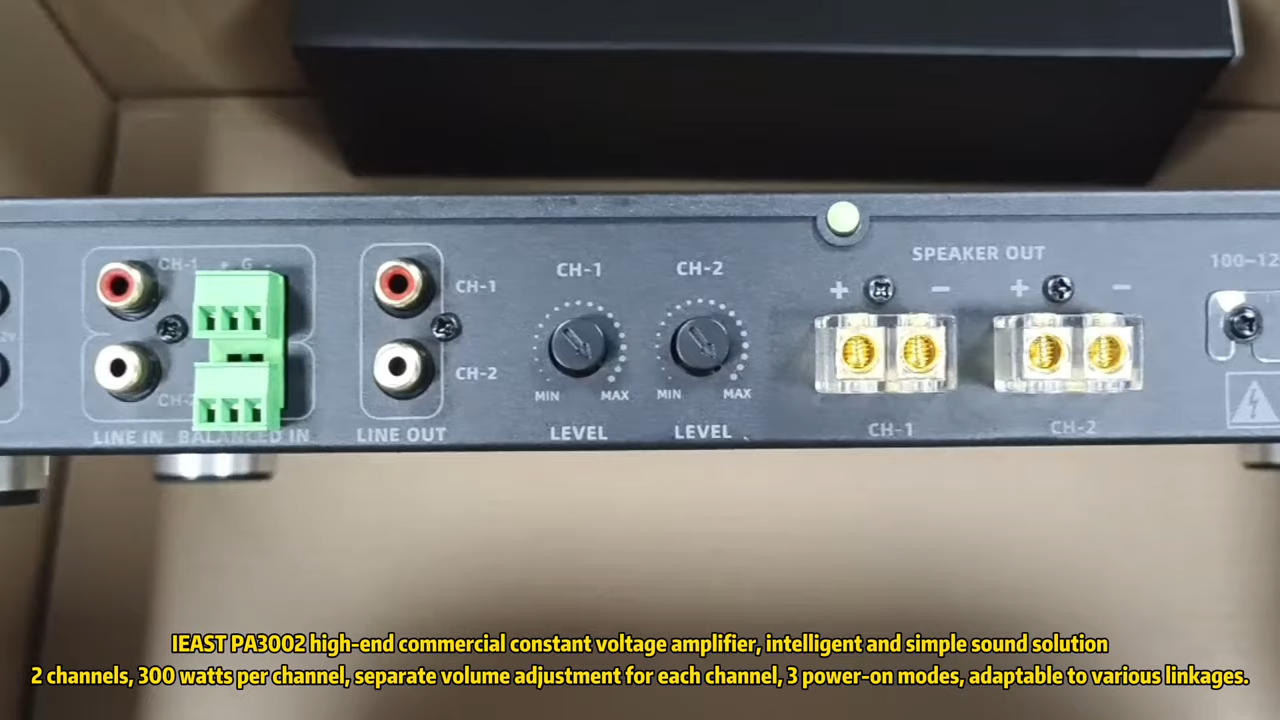 CH-1 + G -
CH-2
LINE IN BALANCED IN
CH-1
CH-2
LINE OUT
CH-1
MIN MAX
LEVEL
CH-2
MIN MAX
LEVEL
SPEAKER OUT
+ − + −
CH-1 CH-2
IEAST PA3002 high-end commercial constant voltage amplifier, intelligent and simple sound solution
2 channels, 300 watts per channel, separate volume adjustment for each channel, 3 power-on modes, adaptable to various linkages.